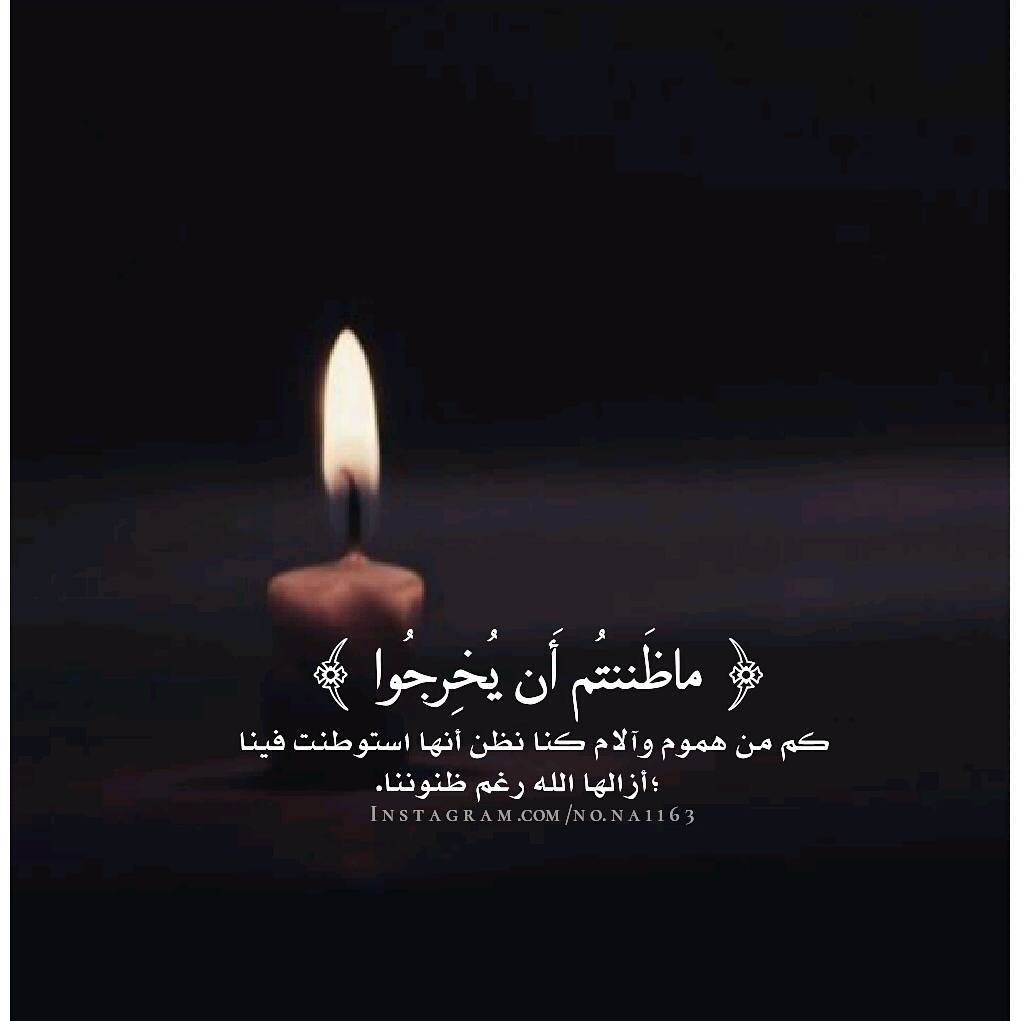 ﴿ ماظَننتُم أَن يُخرِجُوا ﴾
كم من هموم وآلام كنا نظن أنها استوطنت فينا
؛أزالها الله رغم ظنوننا.
INSTAGRAM.COM/NO.NA1163